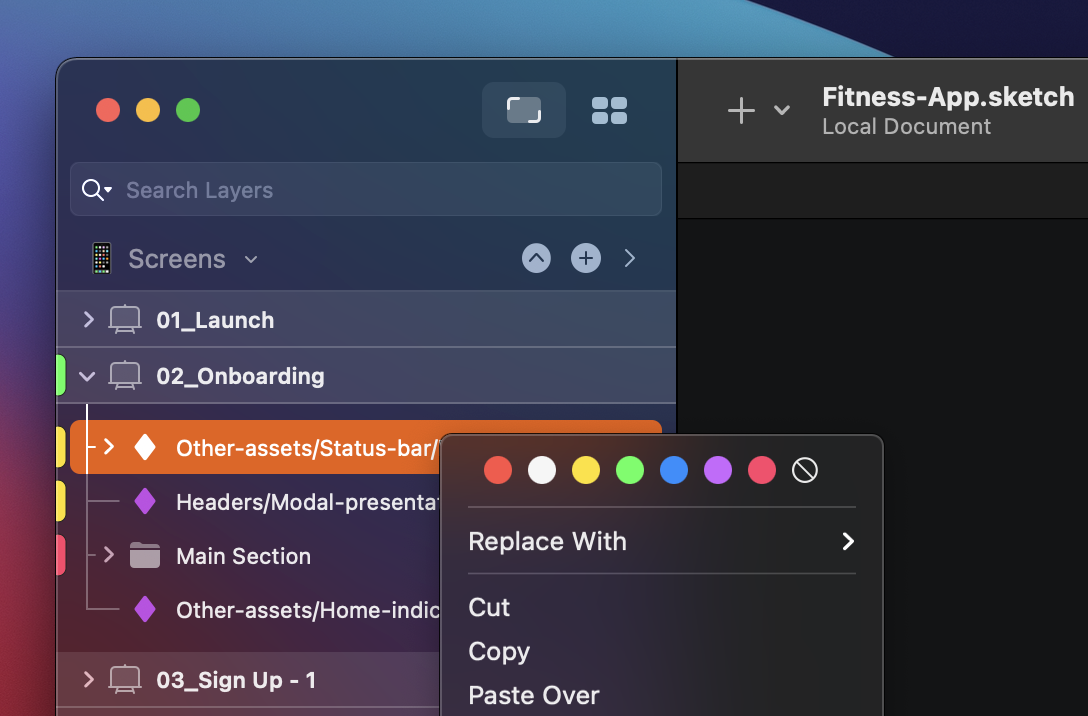 Fitness-App.sketch
Local Document
Search Layers
Screens
01_Launch
02_Onboarding
Other-assets/Status-bar/
Headers/Modal-presenta
Main Section
Other-assets/Home-indic
03_Sign Up - 1
Replace With
Cut
Copy
Paste Over